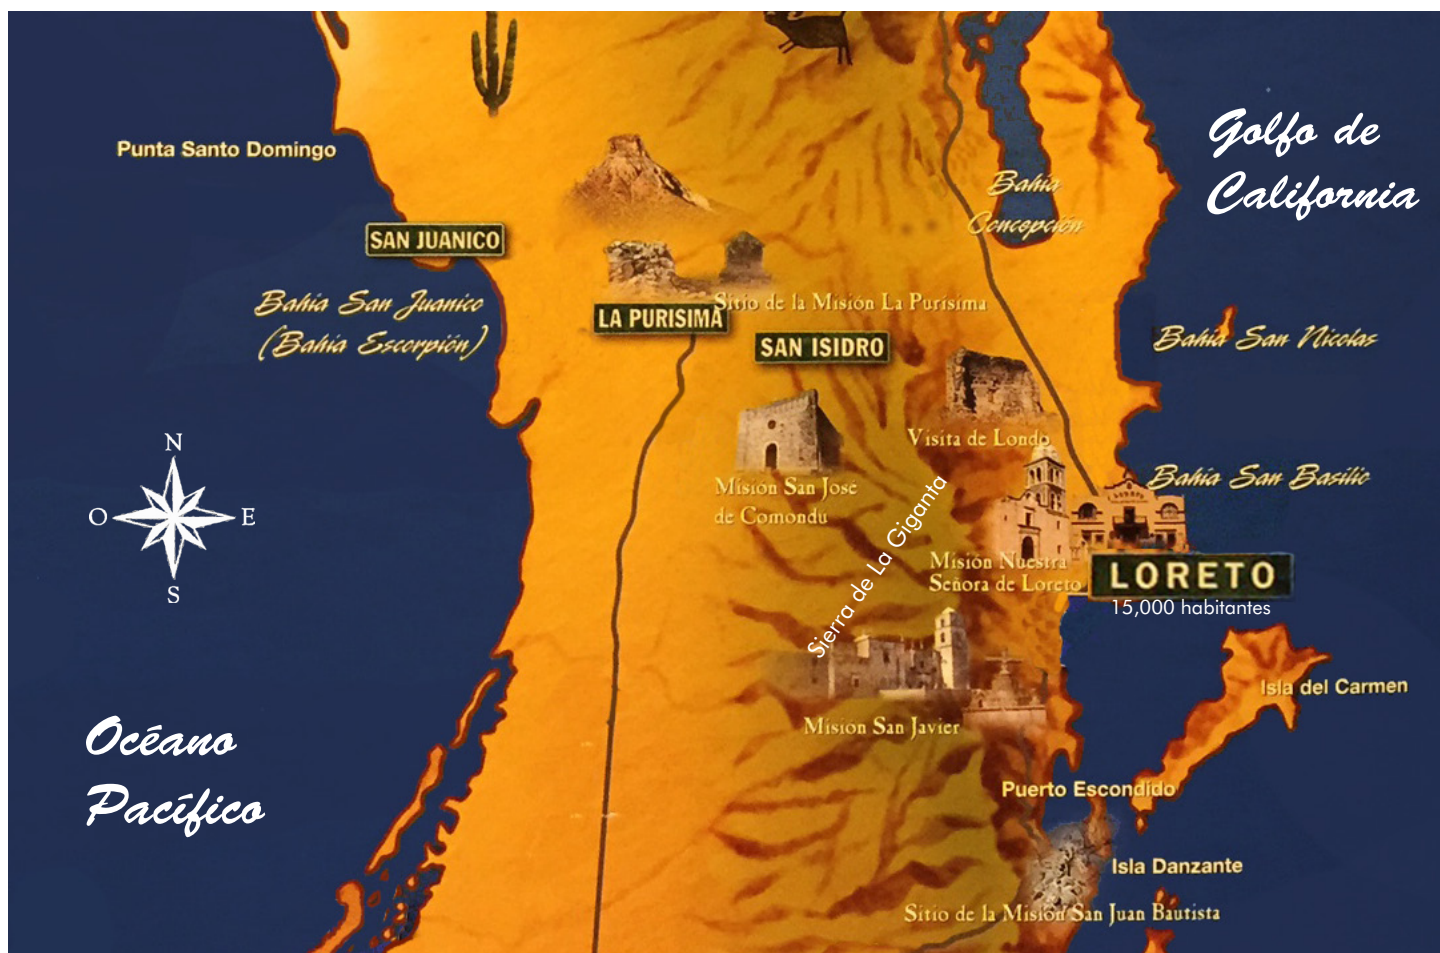 Golfo de
California
Punta Santo Domingo
Bahía
Concepción
SAN JUANICO
Bahía San Juanico
(Bahía Escorpión)
Sitio de la Misión La Purísima
LA PURISIMA
SAN ISIDRO
Bahía San Nicolas
Visita de Londo
Misión San José
de Comondú
Bahía San Basilio
Sierra de La Giganta
N
O
E
S
Misión Nuestra
Señora de Loreto
LORETO
15,000 habitantes
Isla del Carmen
Misión San Javier
Océano
Pacífico
Puerto Escondido
Isla Danzante
Sitio de la Misión San Juan Bautista